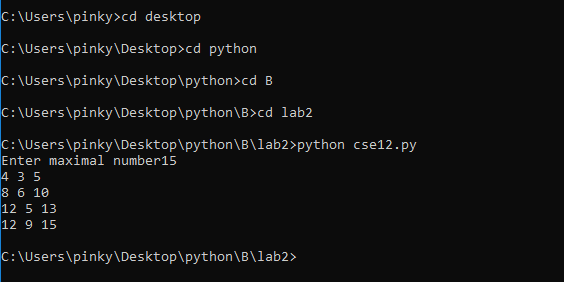 C:\Users\pinky>cd desktop
C:\Users\pinky\Desktop>cd python
C:\Users\pinky\Desktop\python>cd B
C:\Users\pinky\Desktop\python\B>cd lab2
C:\Users\pinky\Desktop\python\B\lab2>python cse12.py
Enter maximal number15
4 3 5
8 6 10
12 5 13
12 9 15
C:\Users\pinky\Desktop\python\B\lab2>